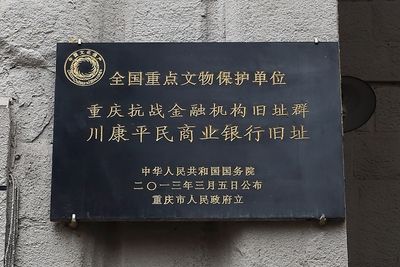 全国重点文物保护单位
重庆抗战金融机构旧址群
川康平民商业银行旧址
中华人民共和国国务院
二〇一三年三月五日公布
重庆市人民政府立